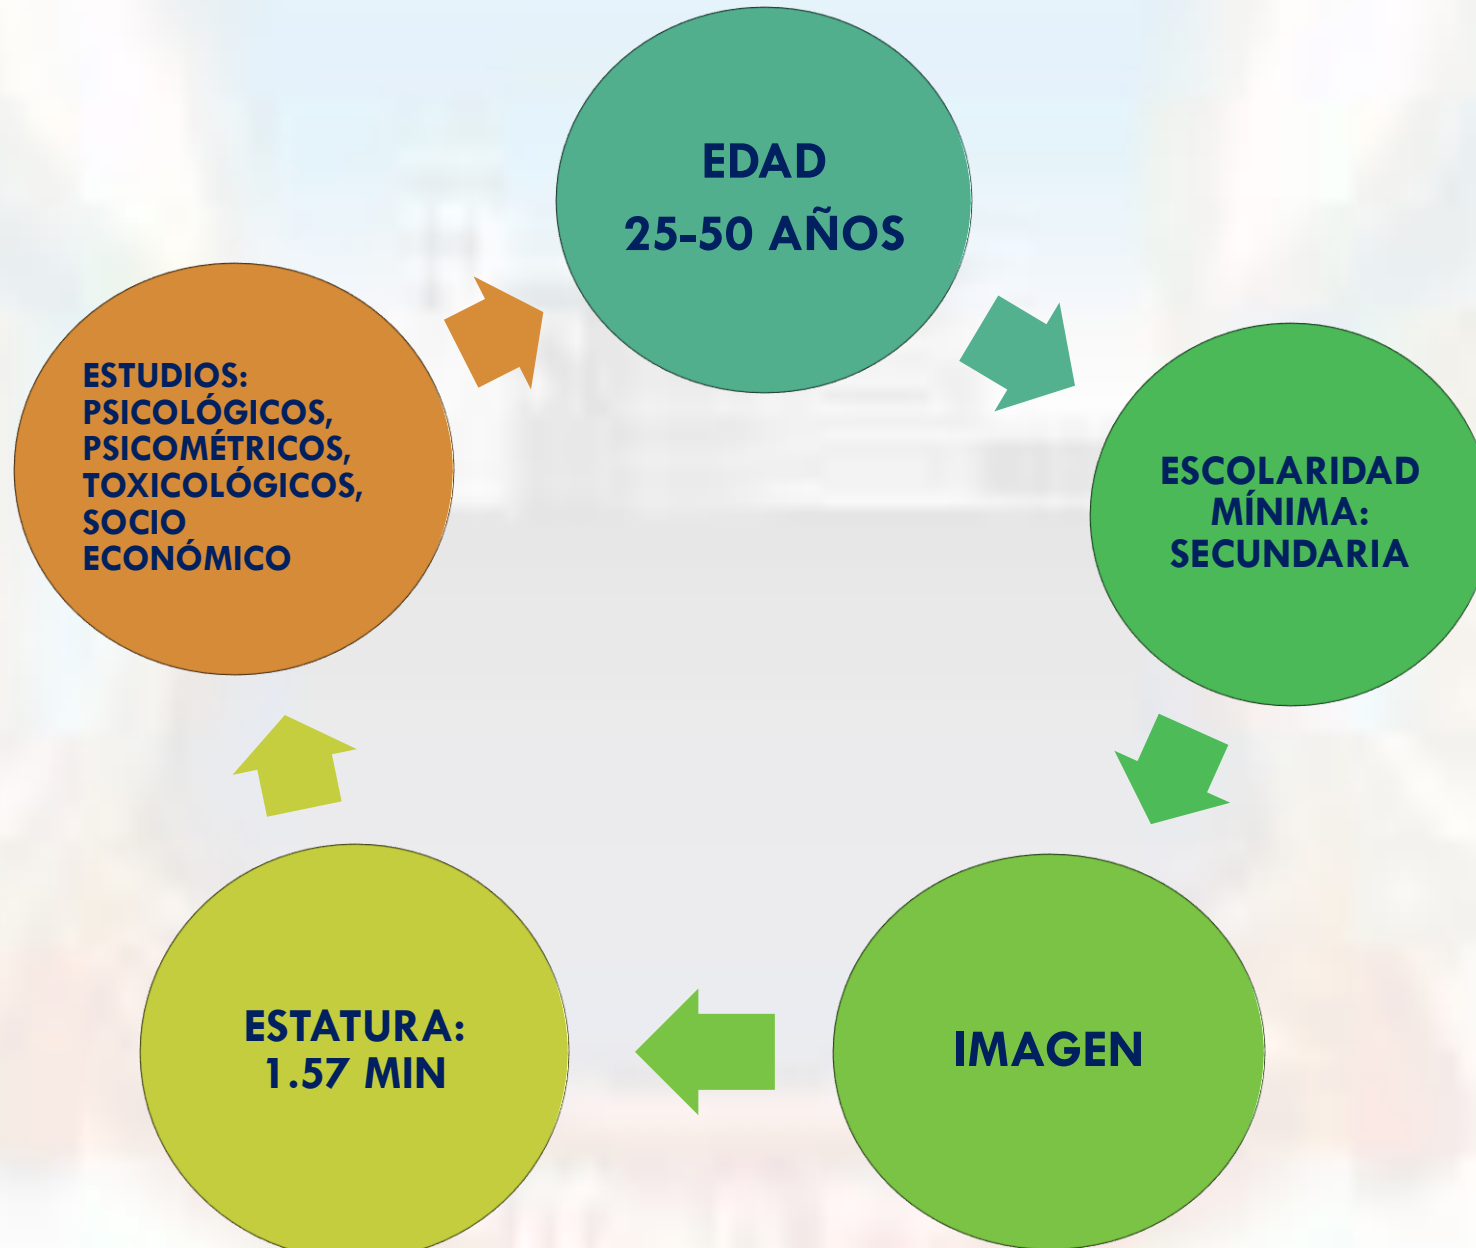 EDAD
25-50 AÑOS
ESCOLARIDAD
MÍNIMA:
SECUNDARIA
IMAGEN
ESTATURA:
1.57 MIN
ESTUDIOS:
PSICOLÓGICOS,
PSICOMÉTRICOS,
TOXICOLÓGICOS,
SOCIO
ECONÓMICO